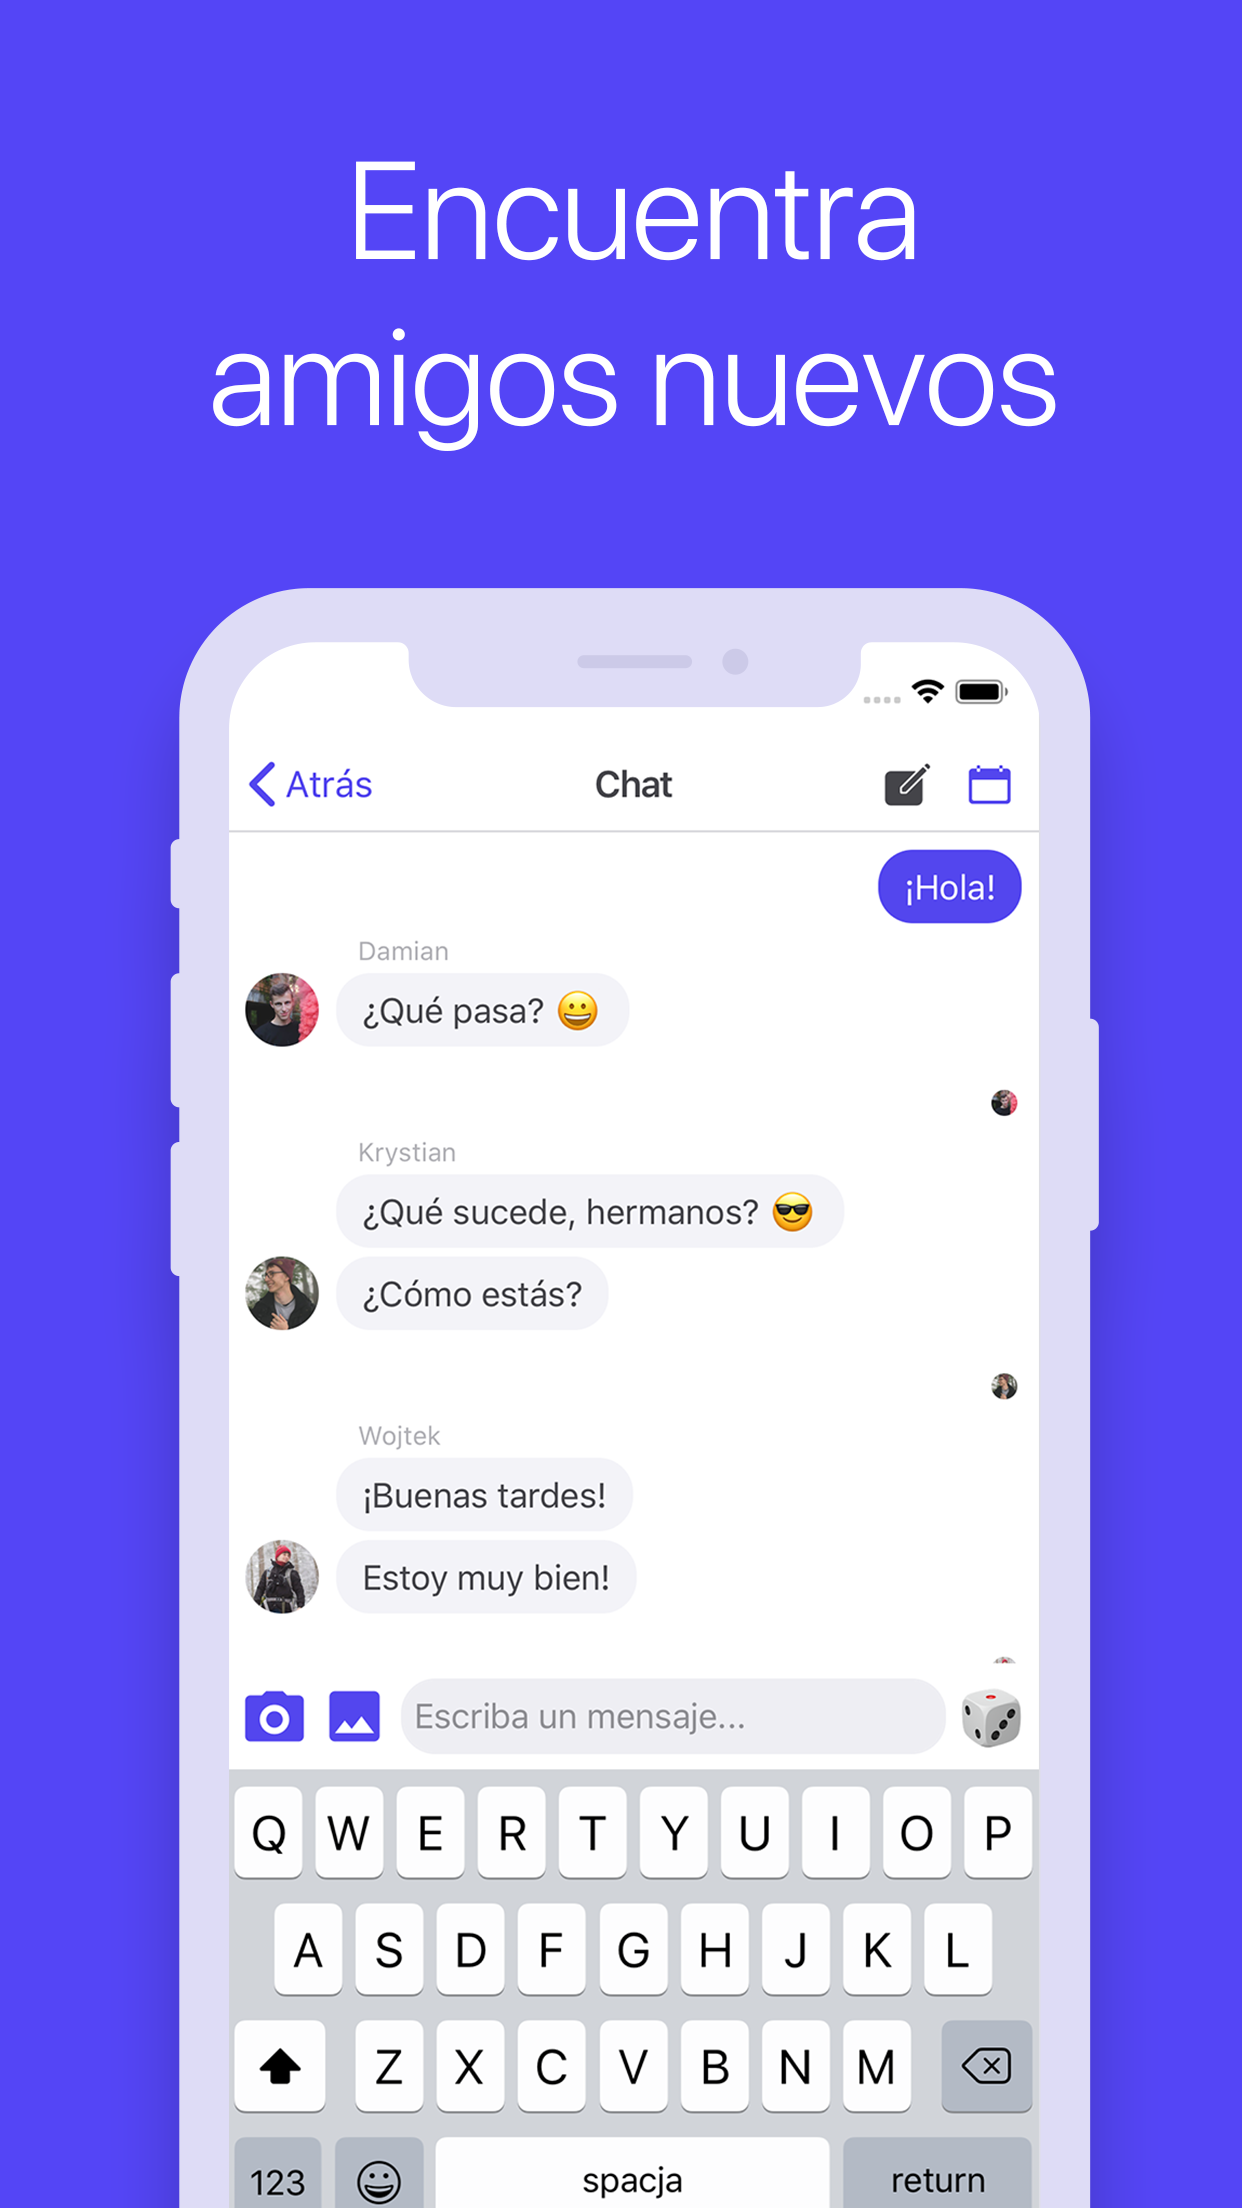 Encuentra
amigos nuevos
Atrás
Chat
¡Hola!
Damian
¿Qué pasa? 😀
Krystian
¿Qué sucede, hermanos? 😎
¿Cómo estás?
Wojtek
¡Buenas tardes!
Estoy muy bien!
Escriba un mensaje...
Q W E R T Y U I O P
A S D F G H J K L
Z X C V B N M
123 spacja return